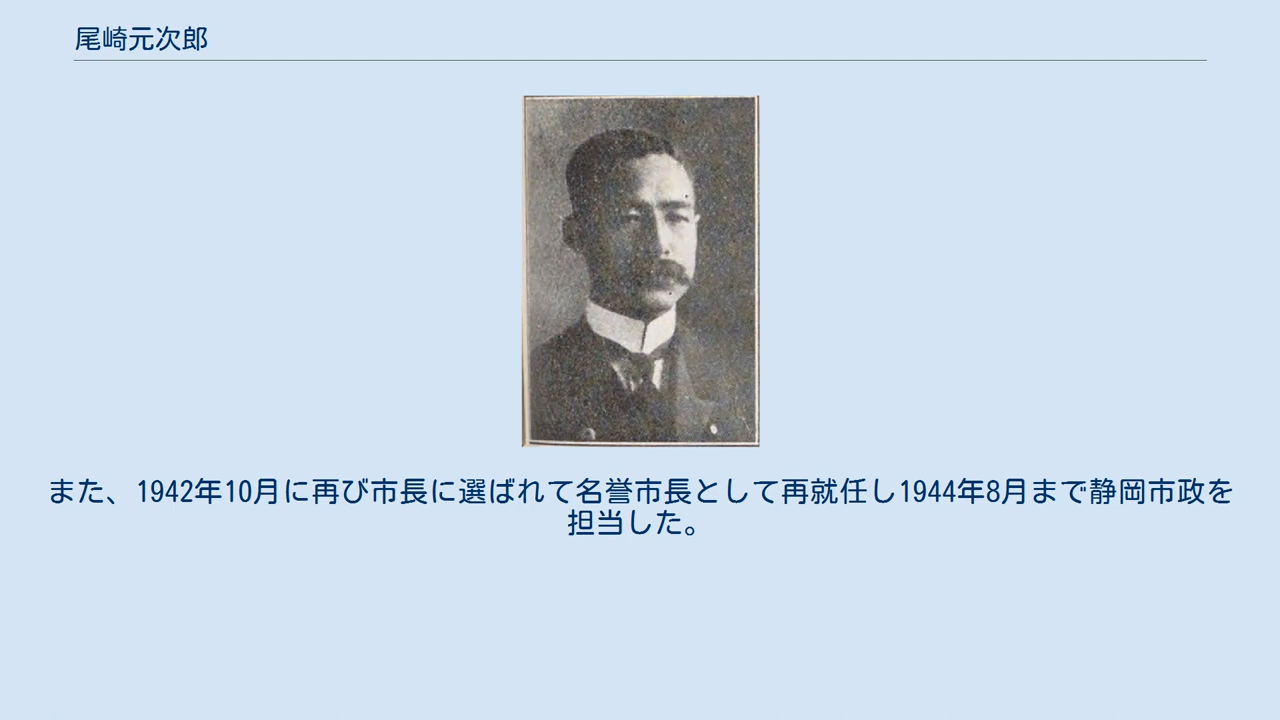 尾崎元次郎
また、1942年10月に再び市長に選ばれて名誉市長として再就任し1944年8月まで静岡市政を
担当した。